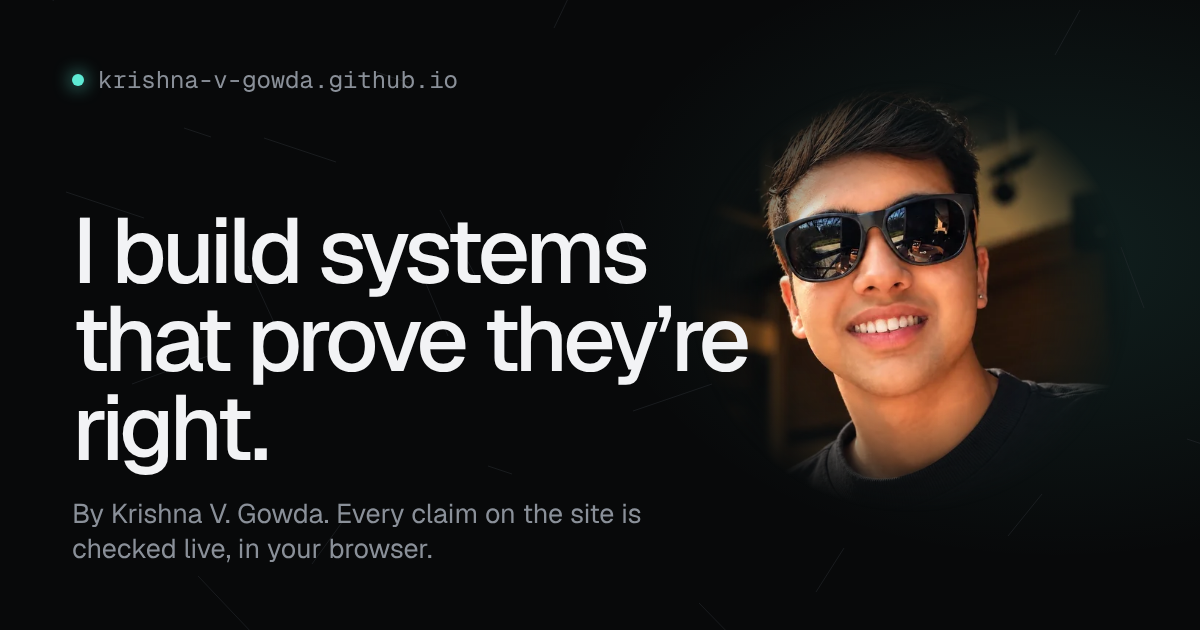 krishna-v-gowda.github.io
I build systems
that prove they’re
right.
By Krishna V. Gowda. Every claim on the site is
checked live, in your browser.